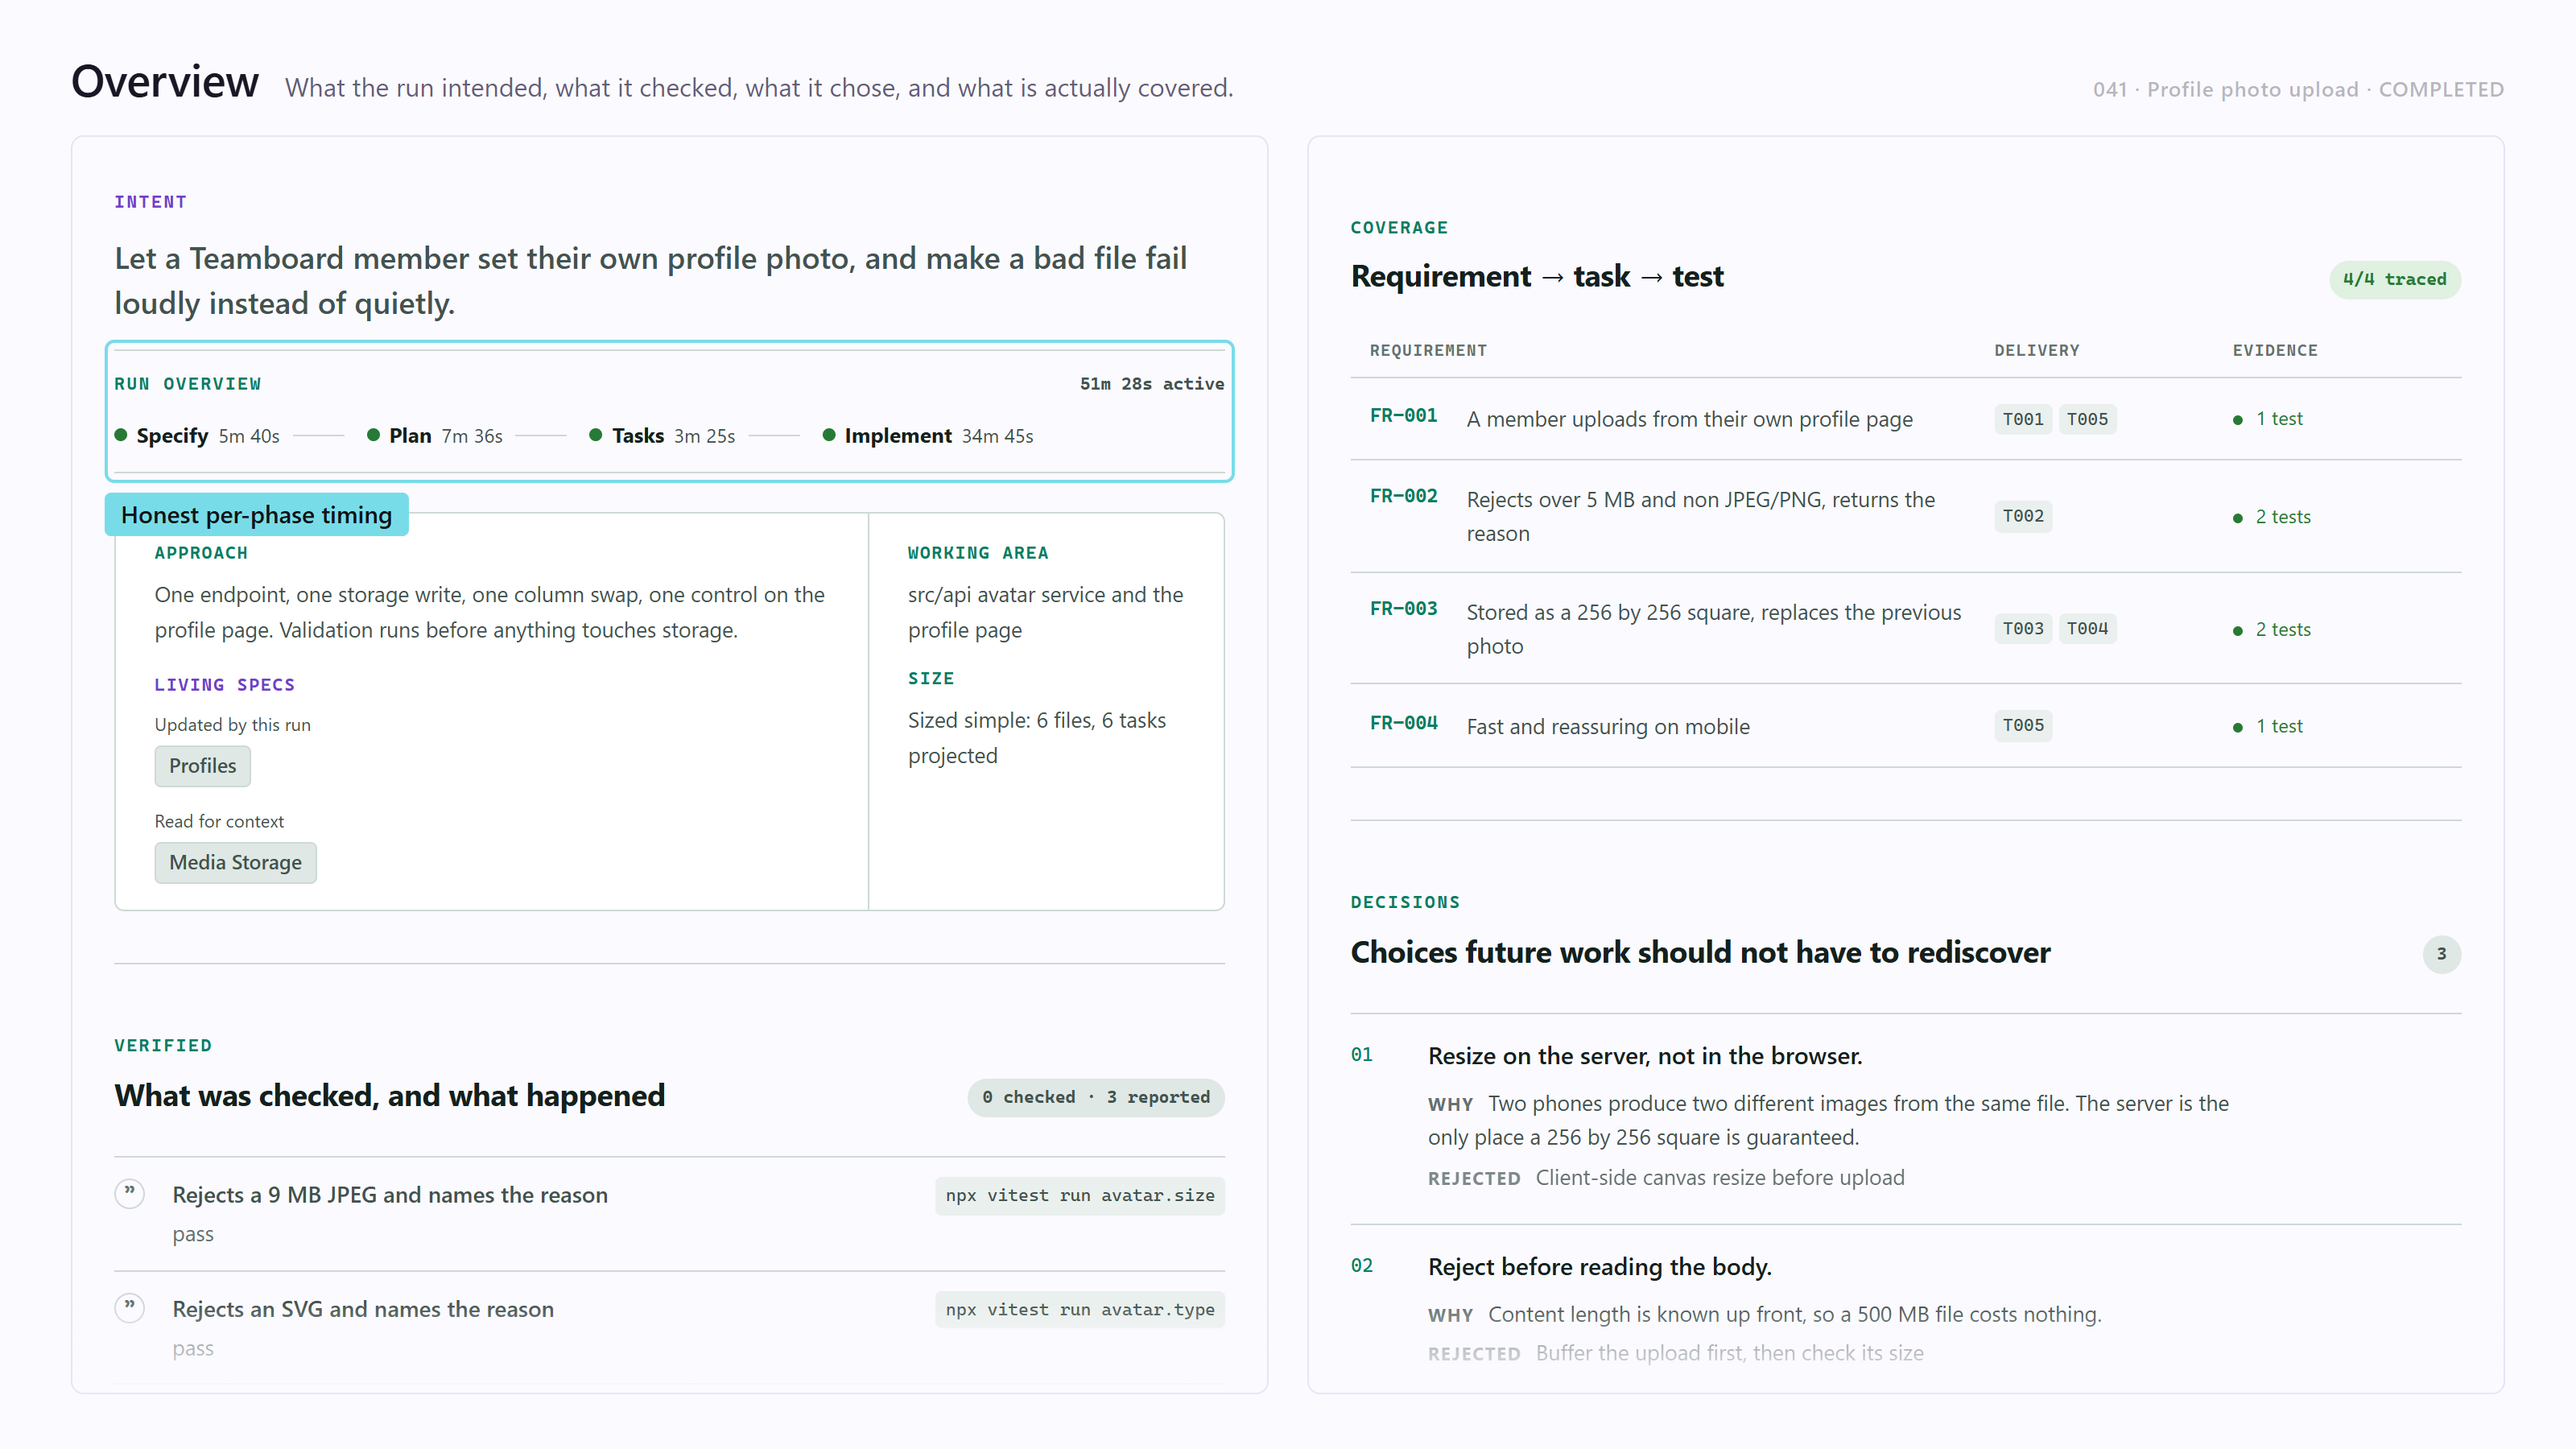 Overview
What the run intended, what it checked, what it chose, and what is actually covered.
041 · Profile photo upload · COMPLETED
INTENT
Let a Teamboard member set their own profile photo, and make a bad file fail
loudly instead of quietly.
RUN OVERVIEW
51m 28s active
Specify 5m 40s
Plan 7m 36s
Tasks 3m 25s
Implement 34m 45s
Honest per-phase timing
APPROACH
One endpoint, one storage write, one column swap, one control on the
profile page. Validation runs before anything touches storage.
LIVING SPECS
Updated by this run
Profiles
Read for context
Media Storage
WORKING AREA
src/api avatar service and the
profile page
SIZE
Sized simple: 6 files, 6 tasks
projected
VERIFIED
What was checked, and what happened
0 checked · 3 reported
” Rejects a 9 MB JPEG and names the reason
npx vitest run avatar.size
pass
” Rejects an SVG and names the reason
npx vitest run avatar.type
pass
COVERAGE
Requirement → task → test
4/4 traced
REQUIREMENT DELIVERY EVIDENCE
FR-001 A member uploads from their own profile page T001 T005 1 test
FR-002 Rejects over 5 MB and non JPEG/PNG, returns the
reason
T002 2 tests
FR-003 Stored as a 256 by 256 square, replaces the previous
photo
T003 T004 2 tests
FR-004 Fast and reassuring on mobile T005 1 test
DECISIONS
Choices future work should not have to rediscover
3
01 Resize on the server, not in the browser.
WHY Two phones produce two different images from the same file. The server is the
only place a 256 by 256 square is guaranteed.
REJECTED Client-side canvas resize before upload
02 Reject before reading the body.
WHY Content length is known up front, so a 500 MB file costs nothing.
REJECTED Buffer the upload first, then check its size